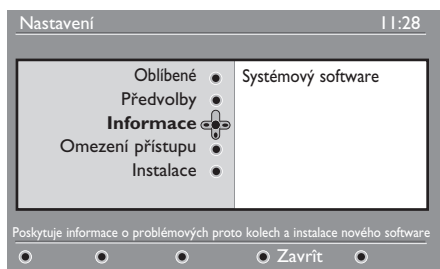 Nastavení 11:28
Oblíbené Systémový software
Předvolby
Informace
Omezení přístupu
Instalace
Poskytuje informace o problémových proto kolech a instalace nového software
Zavrît